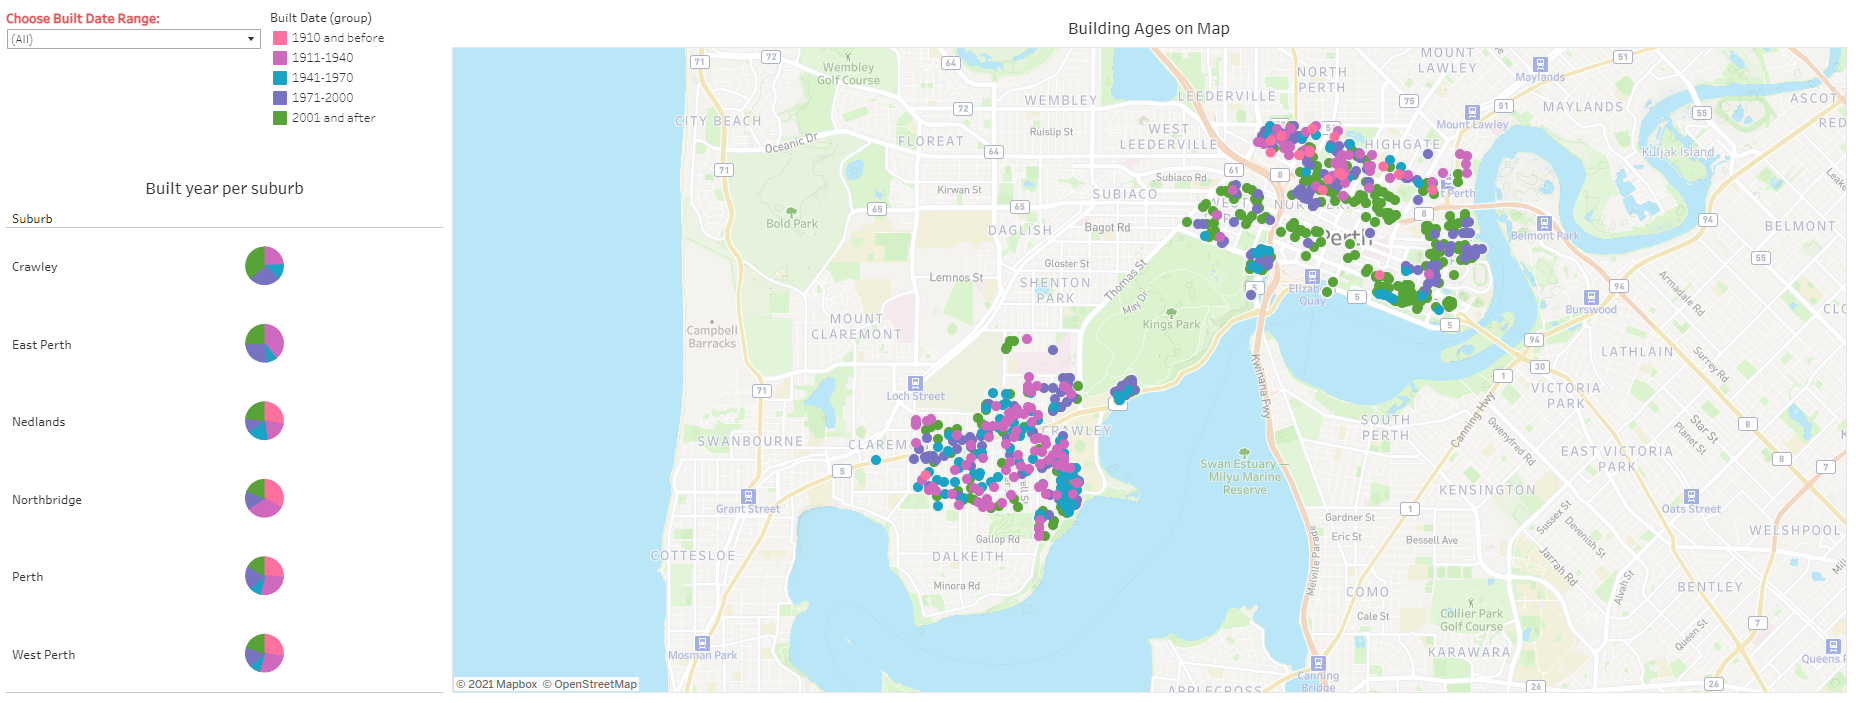 Choose Built Date Range:
(All)
Built Date (group)
1910 and before
1911-1940
1941-1970
1971-2000
2001 and after
Built year per suburb
Suburb
Crawley
East Perth
Nedlands
Northbridge
Perth
West Perth
Building Ages on Map
71
72
Wembley
Golf Course
64
72
WEMBLEY
Ruislip St
CITY BEACH
Oceanic Dr
FLOREAT
64
WEST
LEEDERVILLE
LEEDERVILLE
NORTH
PERTH
MOUNT
LAWLEY
Maylands
51
75
51
MAYLANDS
ASCOT
55
RED
Mount Lawley
HIGHGATE
Kuljak Island
71
Kirwan St
65
65
SUBIACO
Subiaco Rd
61
8
Bold Park
DAGLISH
Bagot Rd
Perth
8
Belmont Park
94
BELMONT
Lemnos St
Gloster St
SHENTON
PARK
Thomas St
May Dr
Kings Park
5
Elizab
Quay
5
5
55
94
Burswood
Armadale Rd
CLO
MOUNT
CLAREMONT
Campbell
Barracks
Loch Street
71
Kwinana Fwy
94
30
1
LATHLAIN
Surrey Rd
VICTORIA
PARK
SOUTH
PERTH
Canning Hwy
Gwenyfred Rd
Star St
Planet St
8
8
7
EAST VICTORIA
PARK
SWANBOURNE
CLAREM
CRAWLEY
5
Swan Estuary –
Milyu Marine
Reserve
KENSINGTON
Grant Street
Gallop Rd
DALKEITH
Minora Rd
COTTESLOE
Gardner St
Eric St
1
Bessell Ave
Sussex St
Devenish St
Jarrah Rd
Oats Street
WELSHPOOL
Melville Parade
COMO
Cale St
Collier Park
Golf Course
Alvah St
BENTLEY
7
Queen St
Mosman Park
KARAWARA
Queens P
Canning
Bridge
APPLECROSS
26
26
© 2021 Mapbox © OpenStreetMap